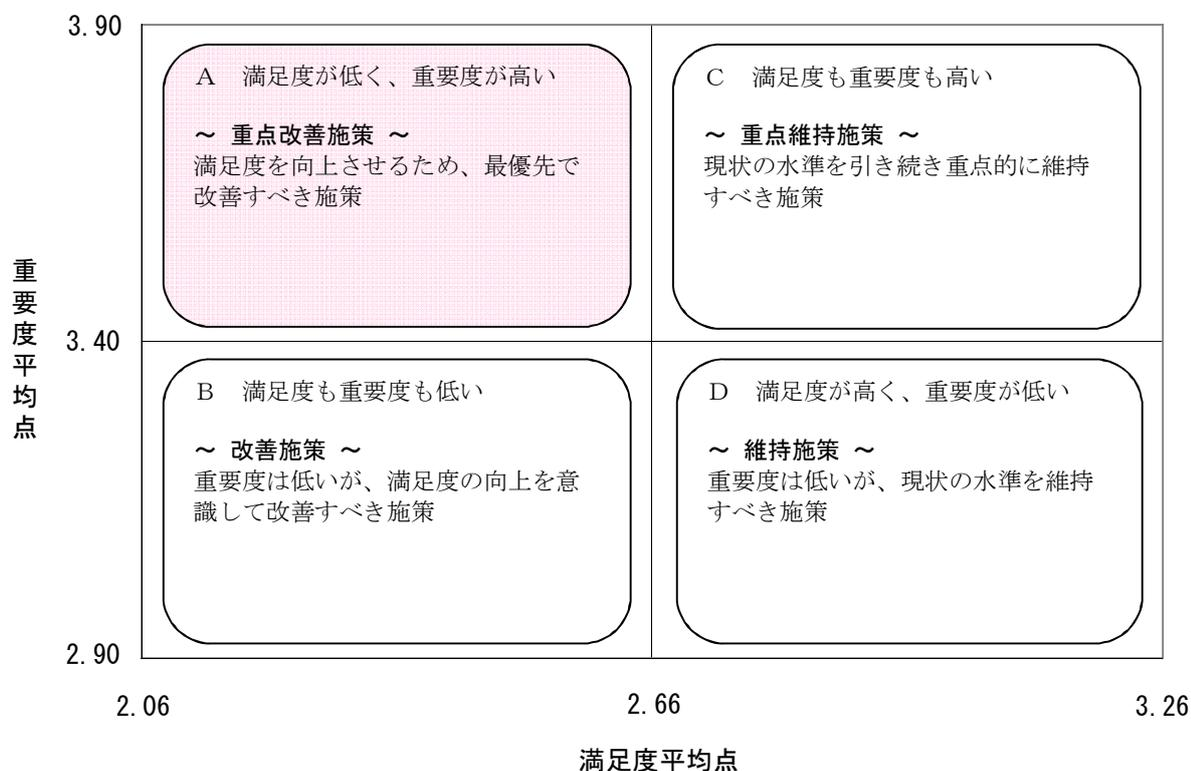 3.90
A 満足度が低く、重要度が高い
～ 重点改善施策 ～
満足度を向上させるため、最優先で
改善すべき施策
C 満足度も重要度も高い
～ 重点維持施策 ～
現状の水準を引き続き重点的に維持
すべき施策
重要度平均点
3.40
B 満足度も重要度も低い
～ 改善施策 ～
重要度は低いが、満足度の向上を意
識して改善すべき施策
D 満足度が高く、重要度が低い
～ 維持施策 ～
重要度は低いが、現状の水準を維持
すべき施策
2.90
2.06
2.66
3.26
満足度平均点